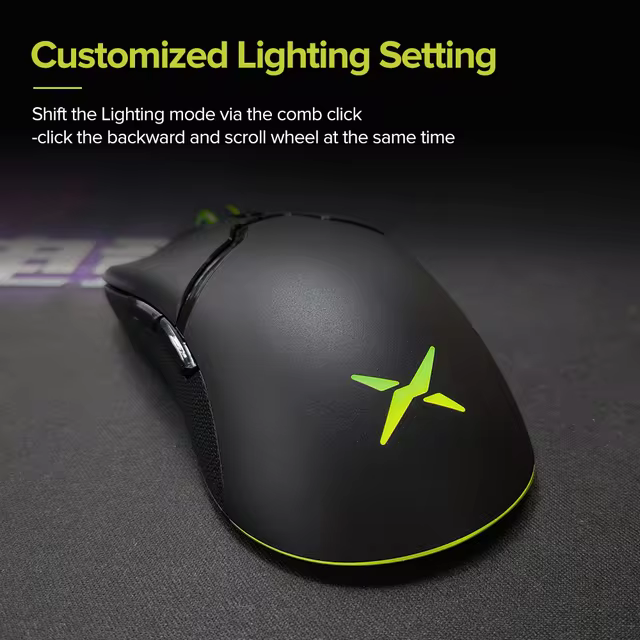 Customized Lighting Setting
Shift the Lighting mode via the comb click
-click the backward and scroll wheel at the same time